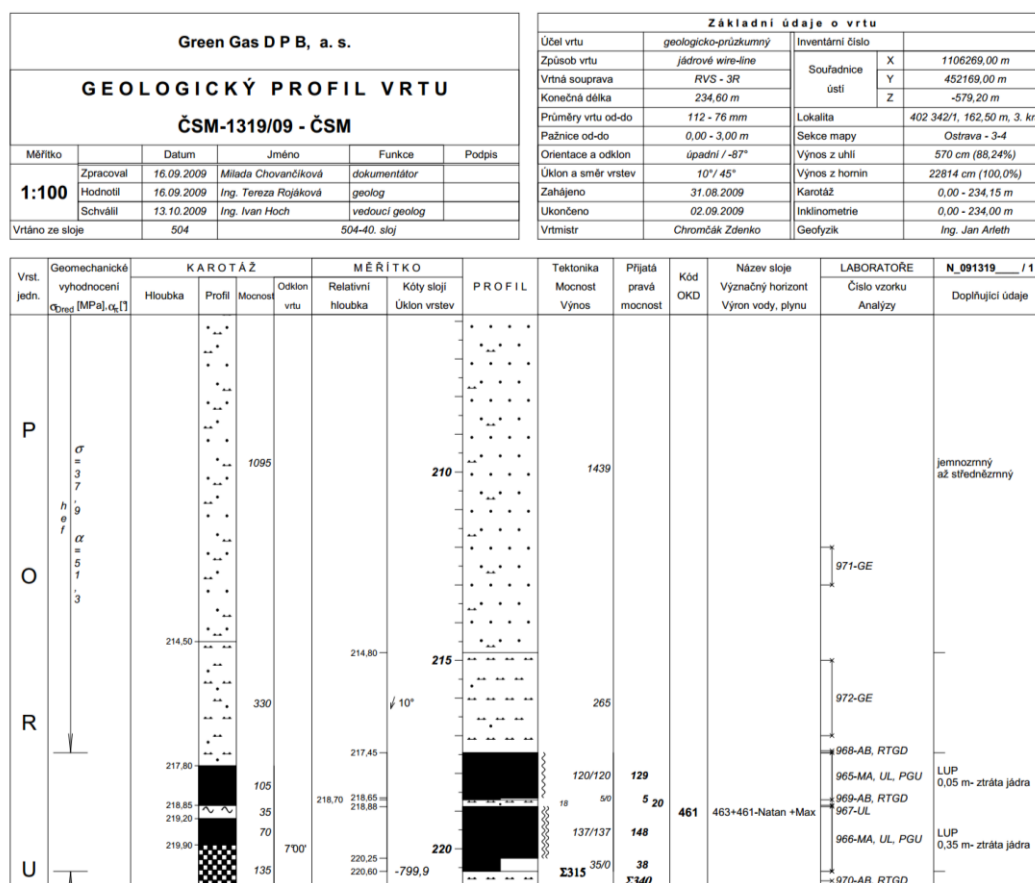 Green Gas D P B, a. s.
GEOLOGICKÝ PROFIL VRTU
ČSM-1319/09 - ČSM
Měřítko Datum Jméno Funkce Podpis
1:100
Zpracoval 16.09.2009 Milada Chovančíková dokumentátor
Hodnotil 16.09.2009 Ing. Tereza Rojáková geolog
Schválil 13.10.2009 Ing. Ivan Hoch vedoucí geolog
Vrtáno ze sloje 504 504-40. sloj
Základní údaje o vrtu
Účel vrtu geologicko-průzkumný Inventární číslo
Způsob vrtu jádrové wire-line Souřadnice ústí X 1106269,00 m
Vrtná souprava RVS - 3R Y 452169,00 m
Konečná délka 234,60 m Z -579,20 m
Průměry vrtu od-do 112 - 76 mm Lokalita 402 342/1, 162,50 m, 3. kr
Pažnice od-do 0,00 - 3,00 m Sekce mapy Ostrava - 3-4
Orientace a odklon úpadní / -87° Výnos z uhlí 570 cm (88,24%)
Úklon a směr vrstev 10°/ 45° Výnos z hornin 22814 cm (100,0%)
Zahájeno 31.08.2009 Karotáž 0,00 - 234,15 m
Ukončeno 02.09.2009 Inklinometrie 0,00 - 234,00 m
Vrtmistr Chromčák Zdenko Geofyzik Ing. Jan Arleth
Vrst. jedn.
Geomechanické vyhodnocení
σDred [MPa], αR[°]
KAROTÁŽ
Hloubka Profil Mocnost Odklon vrtu
MĚŘÍTKO
Relativní hloubka
Kóty slojí
Úklon vrstev
PROFIL
Tektonika
Mocnost
Výnos
Přijatá pravá mocnost
Kód OKD
Název sloje
Význačný horizont
Výron vody, plynu
LABORATOŘE
Číslo vzorku
Analýzy
N_091319____ / 1
Doplňující údaje
P
O
R
U
σ = 37,9 α = 51,3
hef
1095
210
1439
jemnozrnný
až střednězrnný
971-GE
214,50
214,80
215
330
10°
265
972-GE
217,45
968-AB, RTGD
217,80
105
120/120 129
965-MA, UL, PGU
LUP
0,05 m- ztráta jádra
218,65
218,70
218,85
218,88
5/0 5
18
20
969-AB, RTGD
35
461
463+461-Natan +Max
967-UL
219,20
70
137/137 148
966-MA, UL, PGU
LUP
0,35 m- ztráta jádra
219,90
7°00'
220
220,25
35/0 38
135
220,60
-799,9
Σ315
Σ340
970-AB, RTGD